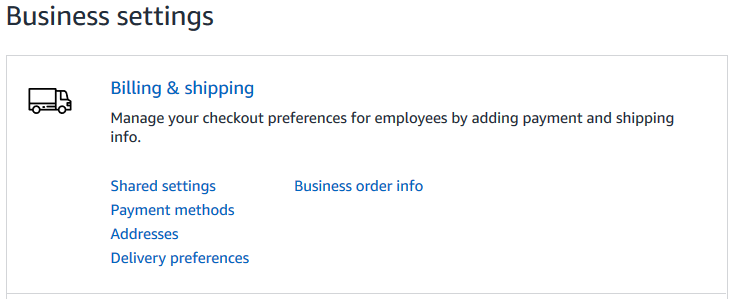 Business settings
Billing & shipping
Manage your checkout preferences for employees by adding payment and shipping
info.
Shared settings
Business order info
Payment methods
Addresses
Delivery preferences